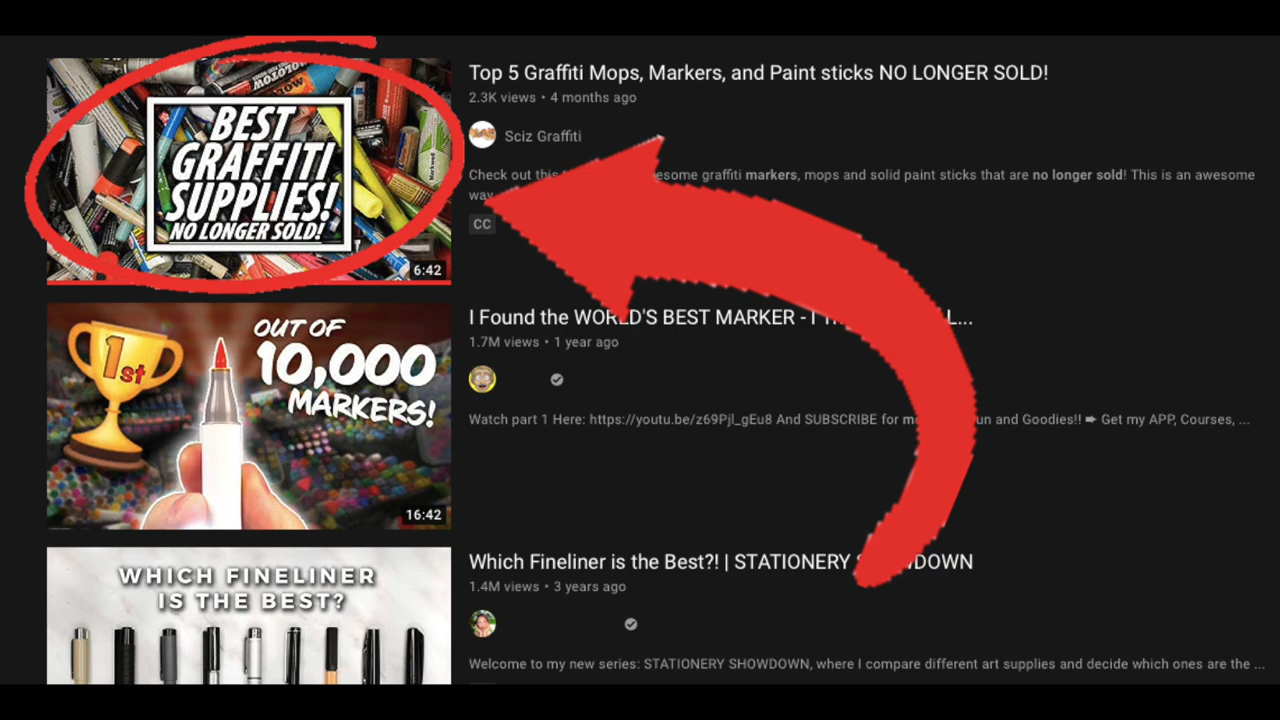 BEST
GRAFFITI
SUPPLIES!
NO LONGER SOLD!
6:42
Top 5 Graffiti Mops, Markers, and Paint sticks NO LONGER SOLD!
2.3K views • 4 months ago
Sciz Graffiti
Check out this esome graffiti markers, mops and solid paint sticks that are no longer sold! This is an awesome
way
CC
OUT OF
10,000
MARKERS!
1st
16:42
I Found the WORLD'S BEST MARKER - I
1.7M views • 1 year ago
Watch part 1 Here: https://youtu.be/z69Pjl_gEu8 And SUBSCRIBE for un and Goodies!! ➨ Get my APP, Courses, ...
WHICH FINELINER
IS THE BEST?
Which Fineliner is the Best?! | STATIONERY DOWN
1.4M views • 3 years ago
Welcome to my new series: STATIONERY SHOWDOWN, where I compare different art supplies and decide which ones are the ...